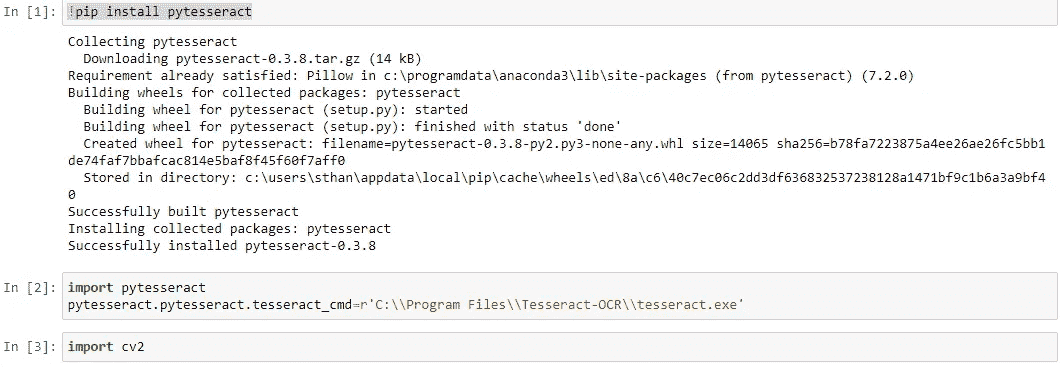 In [1]: !pip install pytesseract
Collecting pytesseract
  Downloading pytesseract-0.3.8.tar.gz (14 kB)
Requirement already satisfied: Pillow in c:\programdata\anaconda3\lib\site-packages (from pytesseract) (7.2.0)
Building wheels for collected packages: pytesseract
  Building wheel for pytesseract (setup.py): started
  Building wheel for pytesseract (setup.py): finished with status 'done'
  Created wheel for pytesseract: filename=pytesseract-0.3.8-py2.py3-none-any.whl size=14065 sha256=b78fa7223875a4ee26ae26fc5bb1
de74faf7bbafcac814e5baf8f45f60f7aff0
  Stored in directory: c:\users\sthan\appdata\local\pip\cache\wheels\ed\8a\c6\40c7ec06c2dd3df636832537238128a1471bf9c1b6a3a9bf4
0
Successfully built pytesseract
Installing collected packages: pytesseract
Successfully installed pytesseract-0.3.8
In [2]: import pytesseract
pytesseract.pytesseract.tesseract_cmd=r'C:\\Program Files\\Tesseract-OCR\\tesseract.exe'
In [3]: import cv2